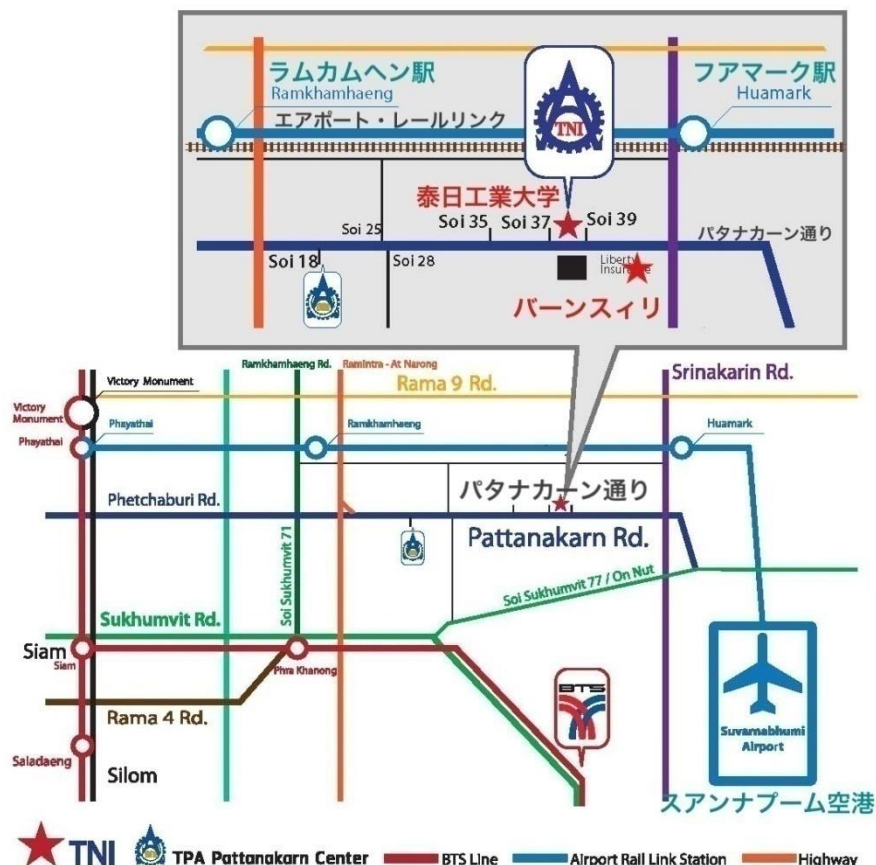 ラムカムヘン駅
Ramkhamhaeng
フアマーク駅
Huamark
エアポート・レールリンク
TNI
泰日工業大学
Soi 25
Soi 35
Soi 37
Soi 39
パタナカーン通り
Soi 18
Soi 28
Liberty
Insurance
バーンスィリ
Ramkhamhaeng Rd.
Ramintra - At Narong
Victory Monument
Rama 9 Rd.
Srinakarin Rd.
Victory
Monument
Phayathai
Phayathai
Ramkhamhaeng
Huamark
Phetchaburi Rd.
パタナカーン通り
Pattanakarn Rd.
Soi Sukhumvit 71
Soi Sukhumvit 77 / On Nut
Sukhumvit Rd.
Siam
Siam
Phra Khanong
BTS
Rama 4 Rd.
Suvarnabhumi
Airport
Saladaeng
Silom
スアンナプーム空港
TNI
TPA Pattanakarn Center
BTS Line
Airport Rail Link Station
Highway